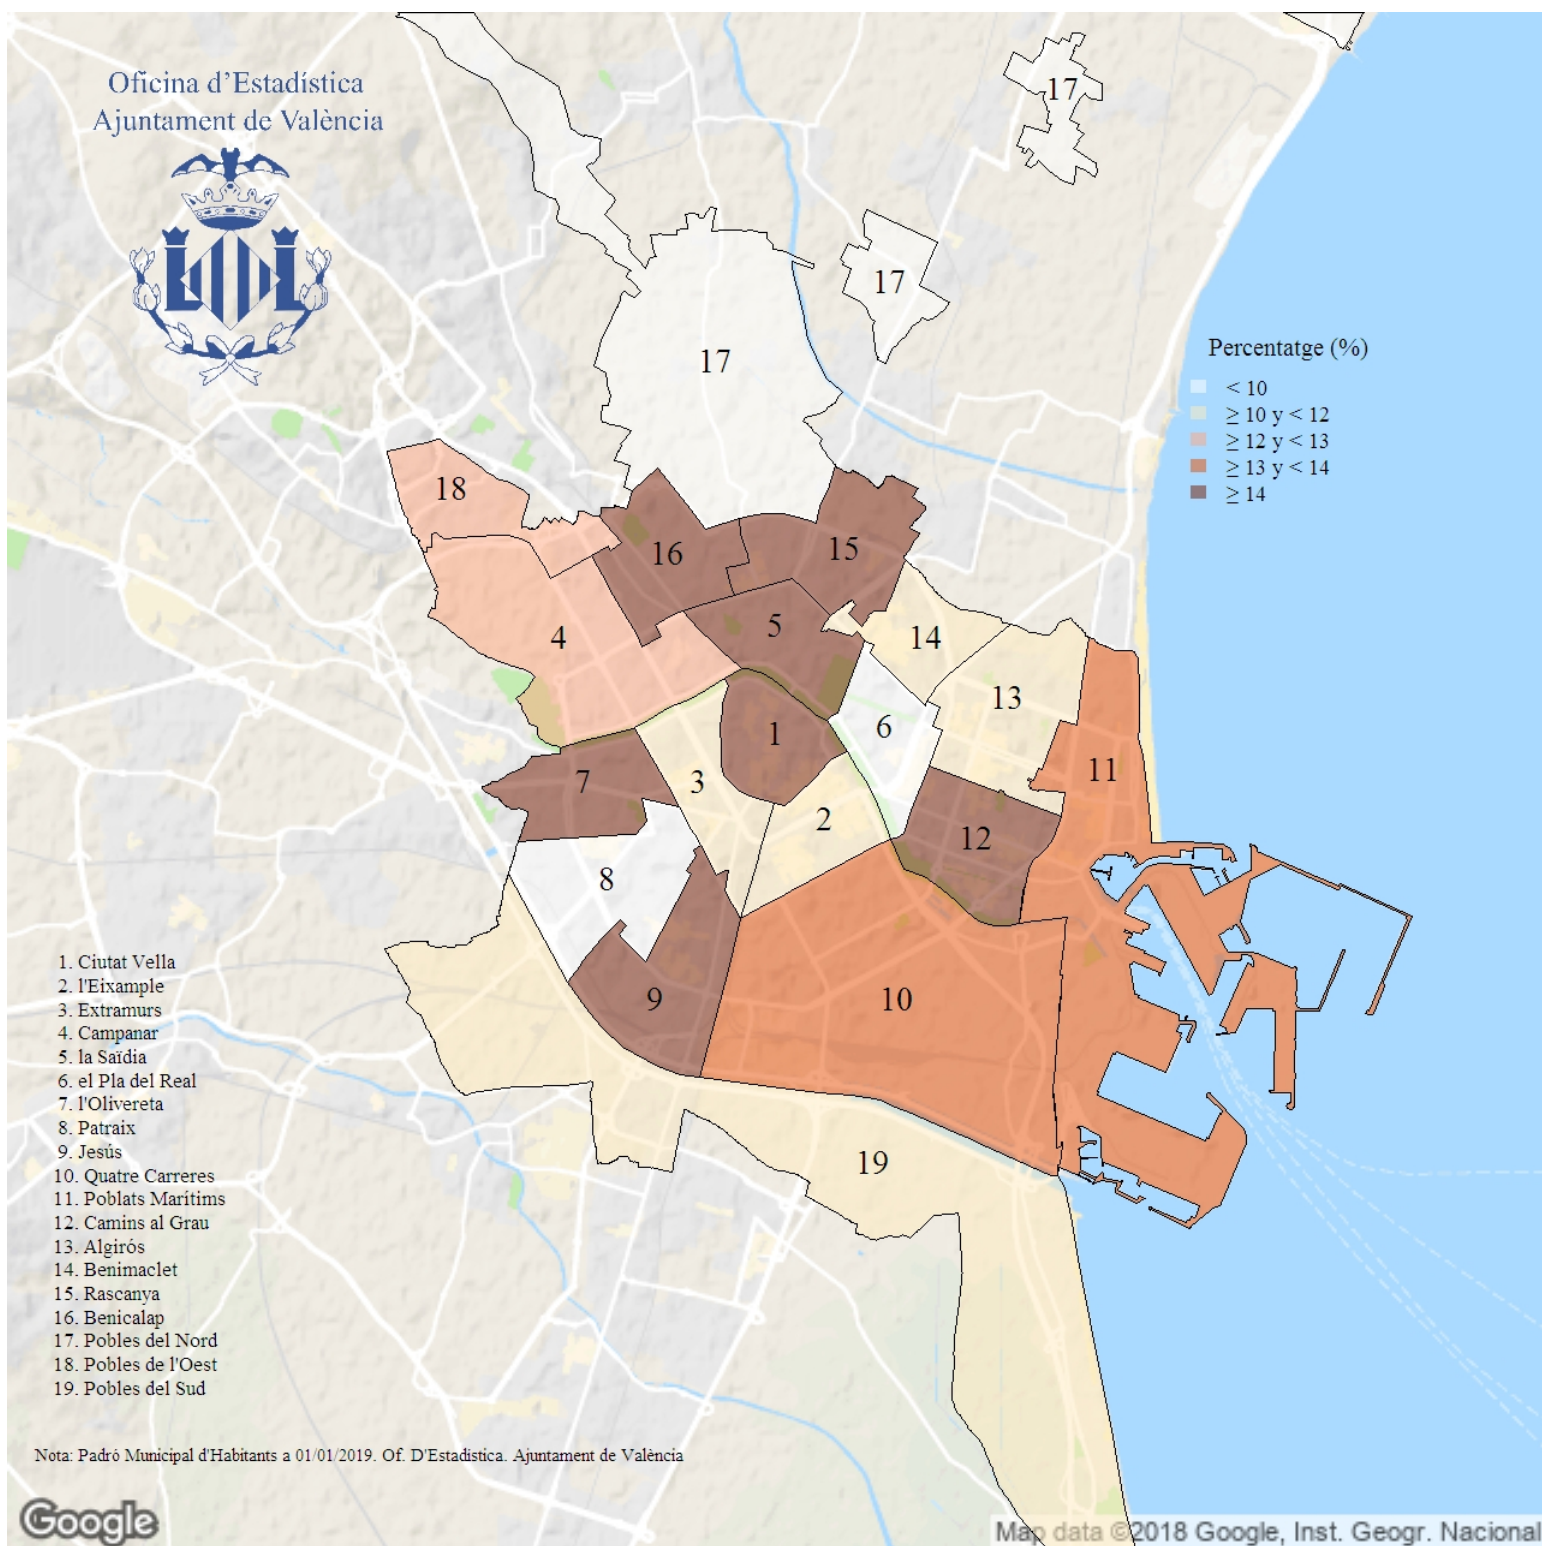 Oficina d'Estadística
Ajuntament de València
17
17
17
Percentatge (%)
< 10
≥ 10 y < 12
≥ 12 y < 13
≥ 13 y < 14
≥ 14
18
16
15
5
4
14
13
6
1
11
7
3
2
12
8
9
10
19
1. Ciutat Vella
2. l'Eixample
3. Extramurs
4. Campanar
5. la Saïdia
6. el Pla del Real
7. l'Olivereta
8. Patraix
9. Jesús
10. Quatre Carreres
11. Poblats Marítims
12. Camins al Grau
13. Algirós
14. Benimaclet
15. Rascanya
16. Benicalap
17. Pobles del Nord
18. Pobles de l'Oest
19. Pobles del Sud
Nota: Padró Municipal d'Habitants a 01/01/2019. Of. D'Estadística. Ajuntament de València
Google
Map data ©2018 Google, Inst. Geogr. Nacional